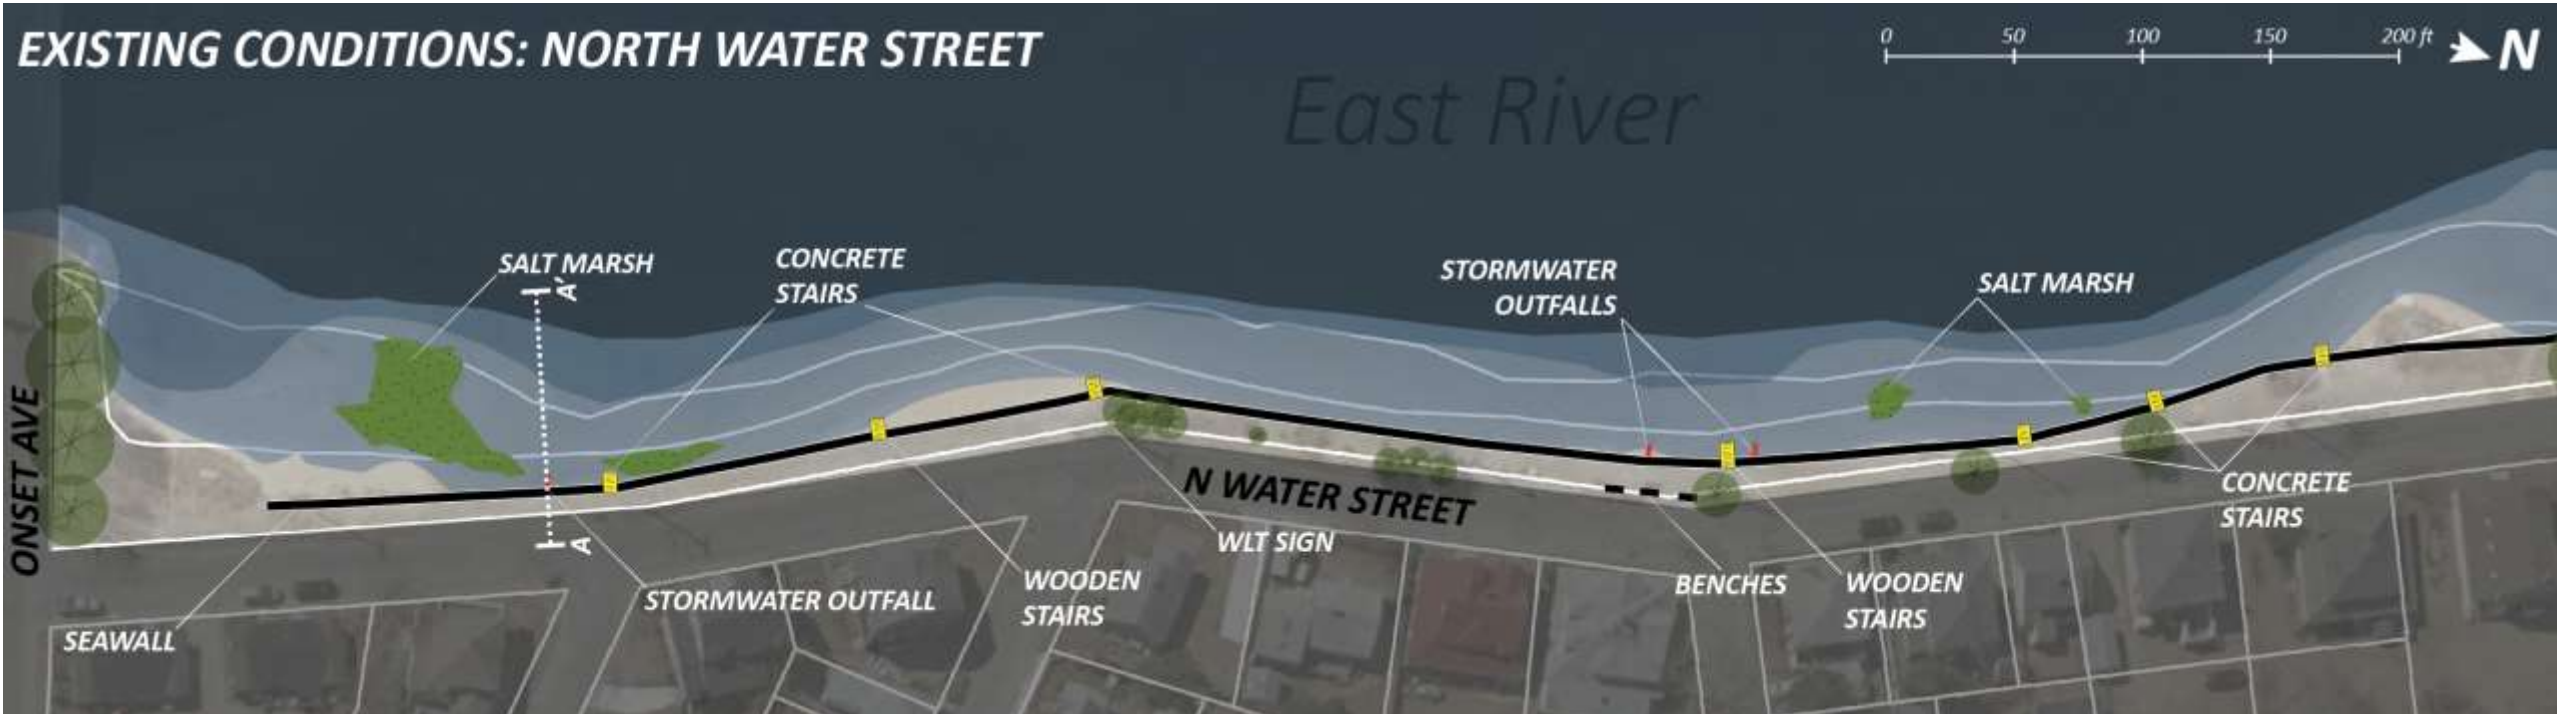 EXISTING CONDITIONS: NORTH WATER STREET
0 50 100 150 200 ft
N
East River
SALT MARSH
A'
CONCRETE
STAIRS
STORMWATER
OUTFALLS
SALT MARSH
ONSET AVE
N WATER STREET
CONCRETE
STAIRS
A
WLT SIGN
SEAWALL
STORMWATER OUTFALL
WOODEN
STAIRS
BENCHES
WOODEN
STAIRS